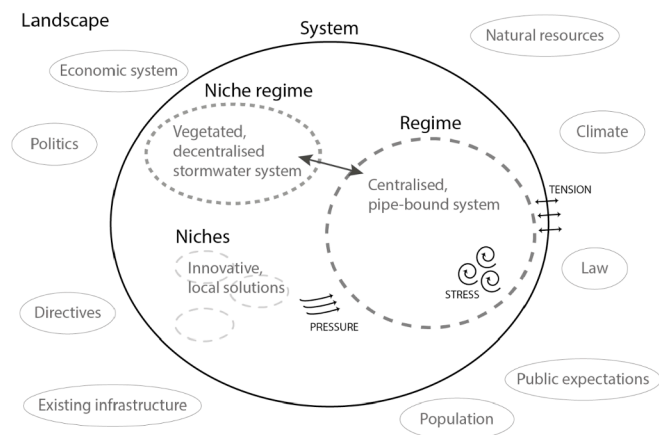 Landscape
System
Natural resources
Economic system
Niche regime
Regime
Vegetated,
decentralised
stormwater system
Politics
Climate
Centralised,
pipe-bound system
TENSION
Niches
Innovative,
local solutions
Law
STRESS
Directives
PRESSURE
Public expectations
Existing infrastructure
Population